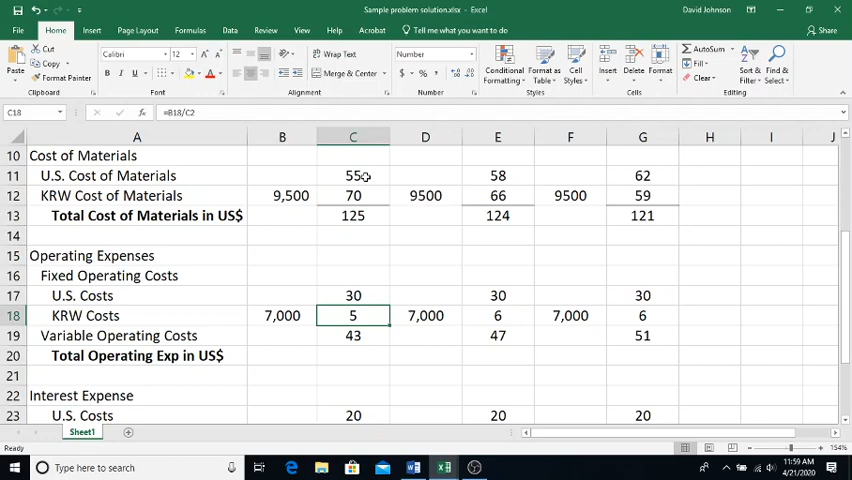 Sample problem solution.xlsx - Excel
David Johnson
File Home Insert Page Layout Formulas Data Review View Help Acrobat Tell me what you want to do Share
Cut
Copy
Format Painter
Paste
Clipboard
Calibri 12
B I U
Font
Wrap Text
Merge & Center
Alignment
Number
$ % ,
Number
Conditional Formatting
Format as Table
Cell Styles
Styles
Insert Delete Format
Cells
AutoSum
Fill
Clear
Sort & Filter
Find & Select
Editing
C18 fx =B18/C2
A B C D E F G H I J
10 Cost of Materials
11 U.S. Cost of Materials 55 58 62
12 KRW Cost of Materials 9,500 70 9500 66 9500 59
13 Total Cost of Materials in US$ 125 124 121
14
15 Operating Expenses
16 Fixed Operating Costs
17 U.S. Costs 30 30 30
18 KRW Costs 7,000 5 7,000 6 7,000 6
19 Variable Operating Costs 43 47 51
20 Total Operating Exp in US$
21
22 Interest Expense
23 U.S. Costs 20 20 20
Sheet1
Ready
154%
Type here to search
11:59 AM
4/21/2020